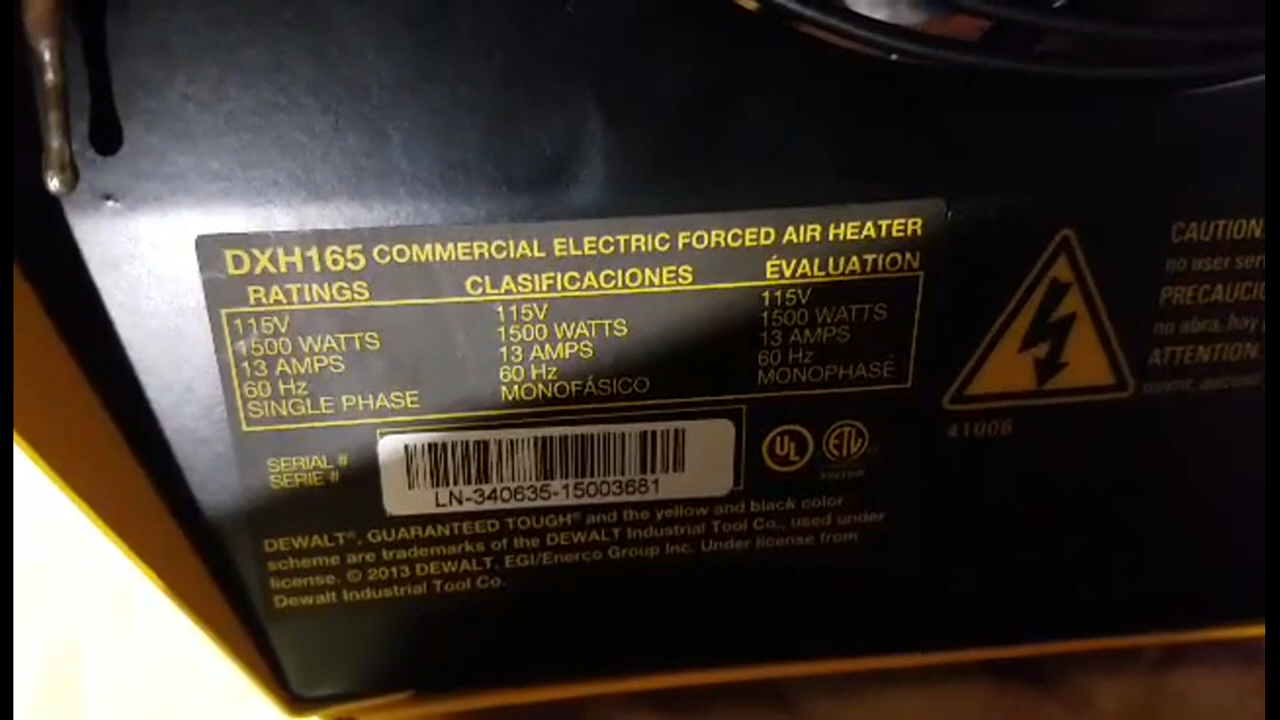 DXH165 COMMERCIAL ELECTRIC FORCED AIR HEATER
RATINGS CLASIFICACIONES ÉVALUATION
115V 115V 115V
1500 WATTS 1500 WATTS 1500 WATTS
13 AMPS 13 AMPS 13 AMPS
60 Hz 60 Hz 60 Hz
SINGLE PHASE MONOFÁSICO MONOPHASÉ
SERIAL #
SERIE #
LN-340635-15003681
UL ETL
DEWALT®, GUARANTEED TOUGH® and the yellow and black color
scheme are trademarks of the DEWALT Industrial Tool Co., used under
license. © 2013 DEWALT, EGI/Enerco Group Inc. Under license from
Dewalt Industrial Tool Co.
41006
CAUTION
no user
PRECAUCI
no abra, hay
ATTENTION